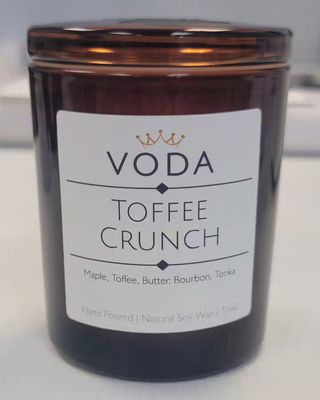 VODA
TOFFEE
CRUNCH
Maple, Toffee, Butter, Bourbon, Tonka
Hand Poured | Natural Soy Wax |